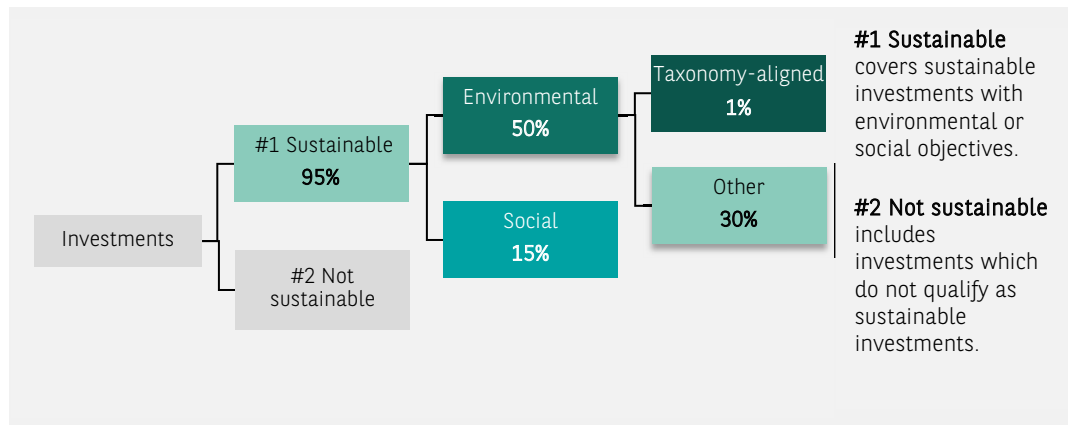 Investments
#1 Sustainable
95%
#2 Not
sustainable
Environmental
50%
Social
15%
Taxonomy-aligned
1%
Other
30%
#1 Sustainable
covers sustainable
investments with
environmental or
social objectives.
#2 Not sustainable
includes
investments which
do not qualify as
sustainable
investments.